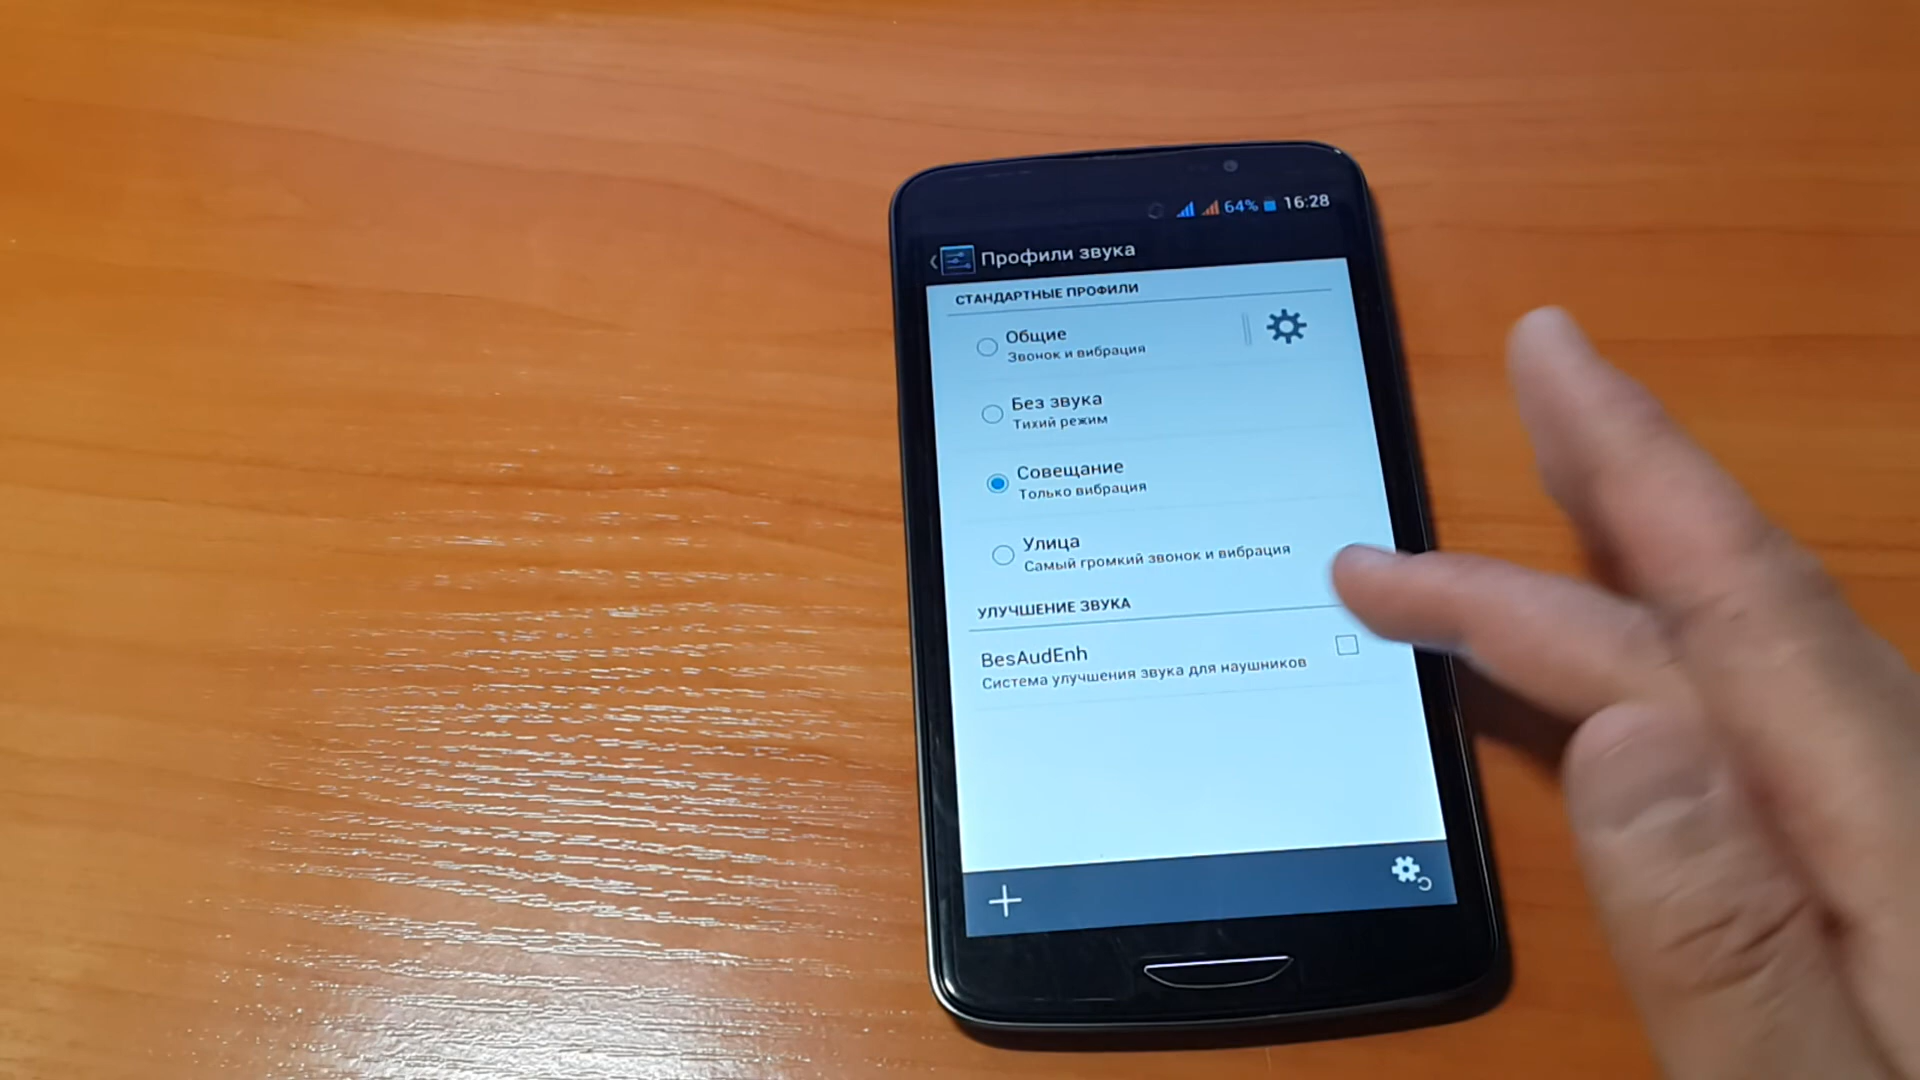 64% 16:28
Профили звука
СТАНДАРТНЫЕ ПРОФИЛИ
Общие
Звонок и вибрация
Без звука
Тихий режим
Совещание
Только вибрация
Улица
Самый громкий звонок и вибрация
УЛУЧШЕНИЕ ЗВУКА
BesAudEnh
Система улучшения звука для наушников